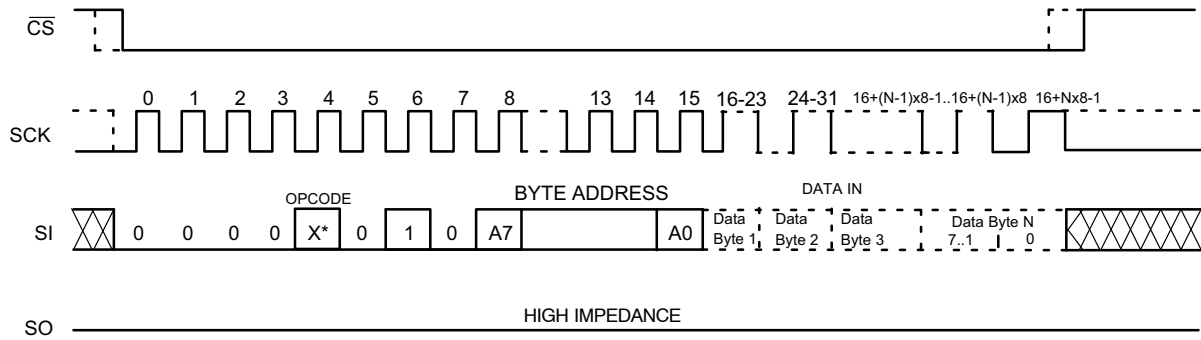 CS
0 1 2 3 4 5 6 7 8 13 14 15 16-23 24-31 16+(N-1)x8-1..16+(N-1)x8 16+Nx8-1
SCK
OPCODE BYTE ADDRESS DATA IN
SI 0 0 0 0 X* 0 1 0 A7 A0 Data Byte 1 Data Byte 2 Data Byte 3 Data Byte N 7..1 0
HIGH IMPEDANCE
SO